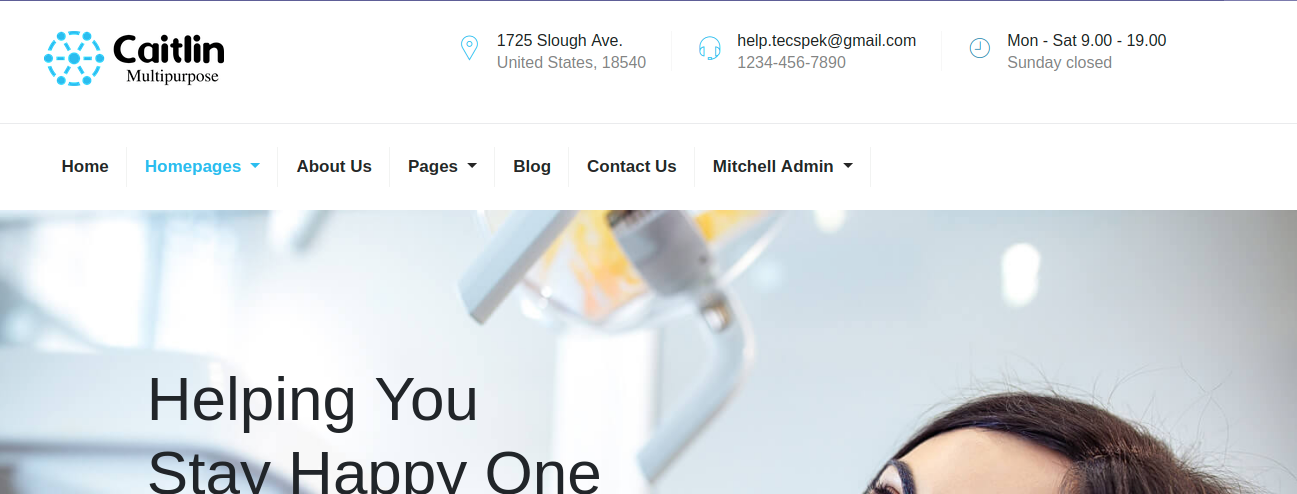 Caitlin
Multipurpose
1725 Slough Ave.
United States, 18540
help.tecspek@gmail.com
1234-456-7890
Mon - Sat 9.00 - 19.00
Sunday closed
Home
Homepages
About Us
Pages
Blog
Contact Us
Mitchell Admin
Helping You
Stay Happy One